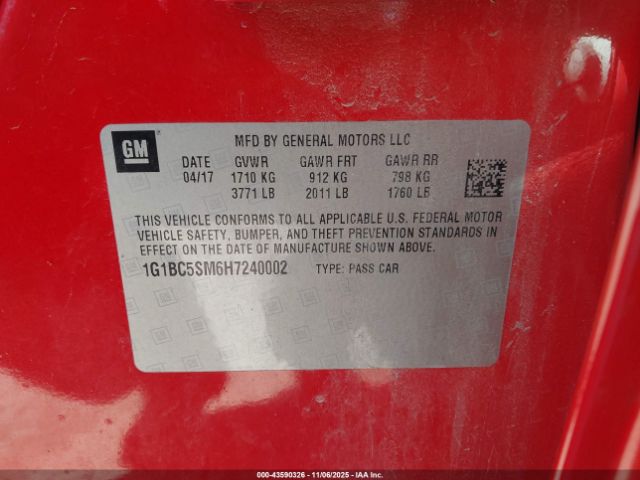 GM
MFD BY GENERAL MOTORS LLC
DATE GVWR GAWR FRT GAWR RR
04/17 1710 KG 912 KG 798 KG
3771 LB 2011 LB 1760 LB
THIS VEHICLE CONFORMS TO ALL APPLICABLE U.S. FEDERAL MOTOR
VEHICLE SAFETY, BUMPER, AND THEFT PREVENTION STANDARDS IN
EFFECT ON THE DATE OF MANUFACTURE SHOWN ABOVE.
1G1BC5SM6H7240002 TYPE: PASS CAR
000-43590326 - 11/06/2025 - IAA, Inc.